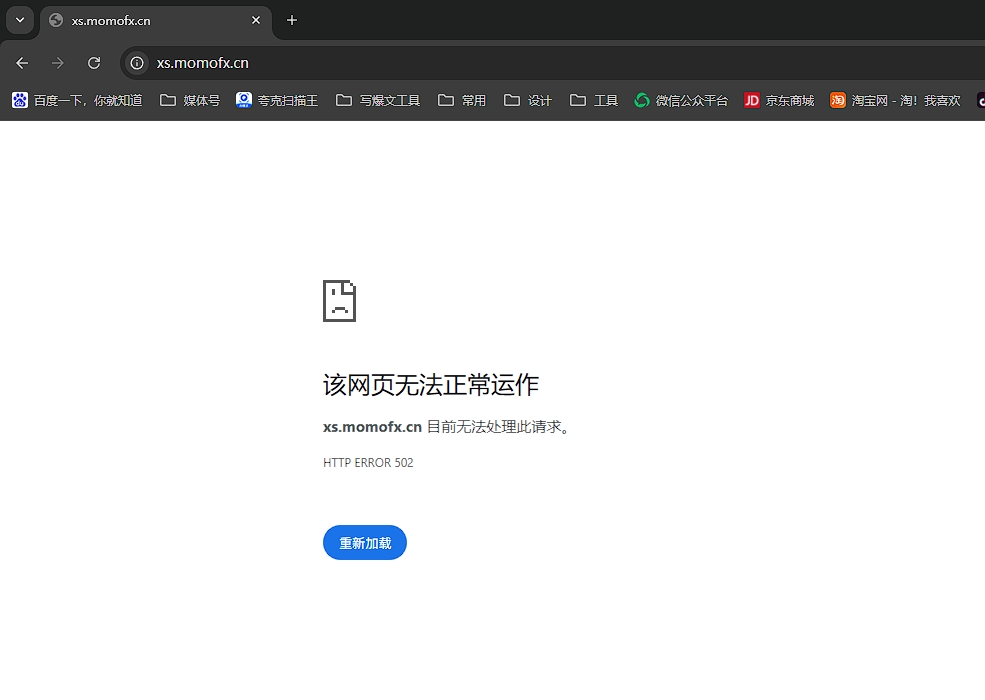 xs.momofx.cn
xs.momofx.cn
百度一下，你就知道 媒体号 夸克扫描王 写爆文工具 常用 设计 工具 微信公众平台 JD 京东商城 淘 淘宝网 - 淘！我喜欢
该网页无法正常运作
xs.momofx.cn 目前无法处理此请求。
HTTP ERROR 502
重新加载